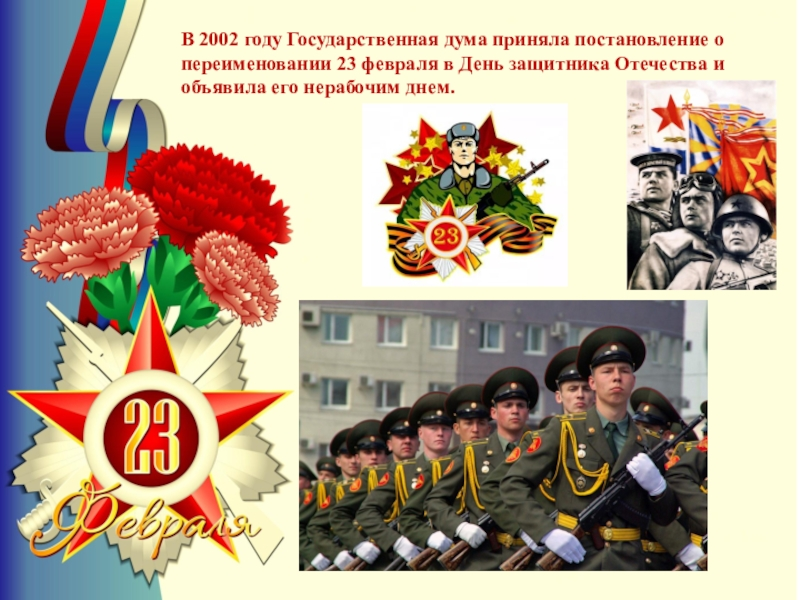 В 2002 году Государственная дума приняла постановление о
переименовании 23 февраля в День защитника Отечества и
объявила его нерабочим днем.
23
23
Февраля